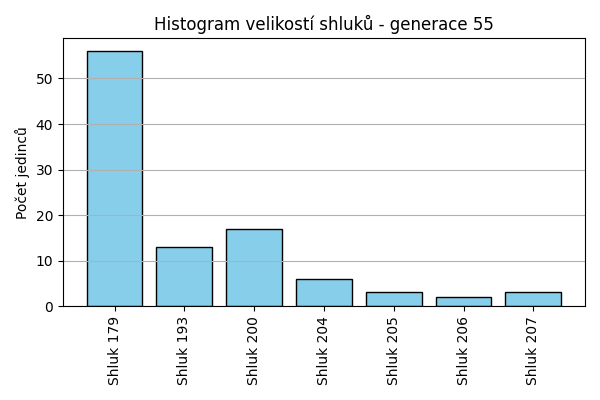 Histogram velikostí shluků - generace 55
Počet jedinců
50
40
30
20
10
0
Shluk 179
Shluk 193
Shluk 200
Shluk 204
Shluk 205
Shluk 206
Shluk 207